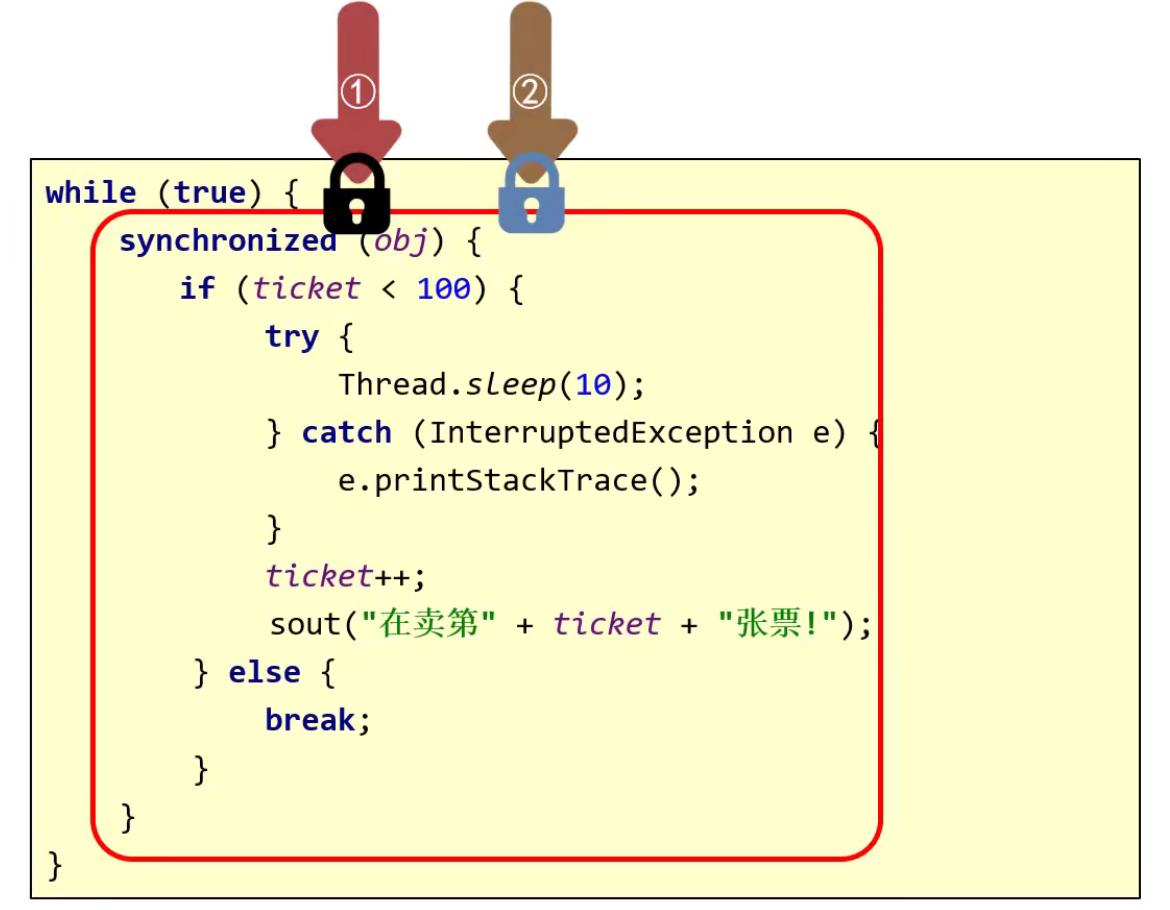 ① ②
while (true) {
synchronized (obj) {
if (ticket < 100) {
try {
Thread.sleep(10);
} catch (InterruptedException e) {
e.printStackTrace();
}
ticket++;
sout("在卖第" + ticket + "张票!");
} else {
break;
}
}
}